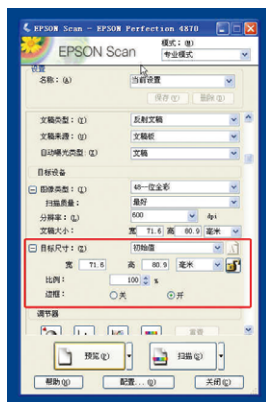 EPSON Scan - EPSON Perfection 4870
EPSON Scan
模式：(M)
专业模式
设置
名称：(A)
当前设置
保存(V) 删除(D)
文稿类型：(Y) 反射文稿
文稿来源：(U) 文稿板
自动曝光类型：(X) 文稿
目标设备
图像类型：(I) 48-位全彩
扫描质量： 最好
分辨率：(L) 600 dpi
文稿大小： 宽 71.6 高 80.9 毫米
目标尺寸：(Z) 初始值
宽 71.6 高 80.9 毫米
比例： 100 %
边框： 关 开
调节器
预览(P) 扫描(S)
帮助(H) 配置...(O) 关闭(C)